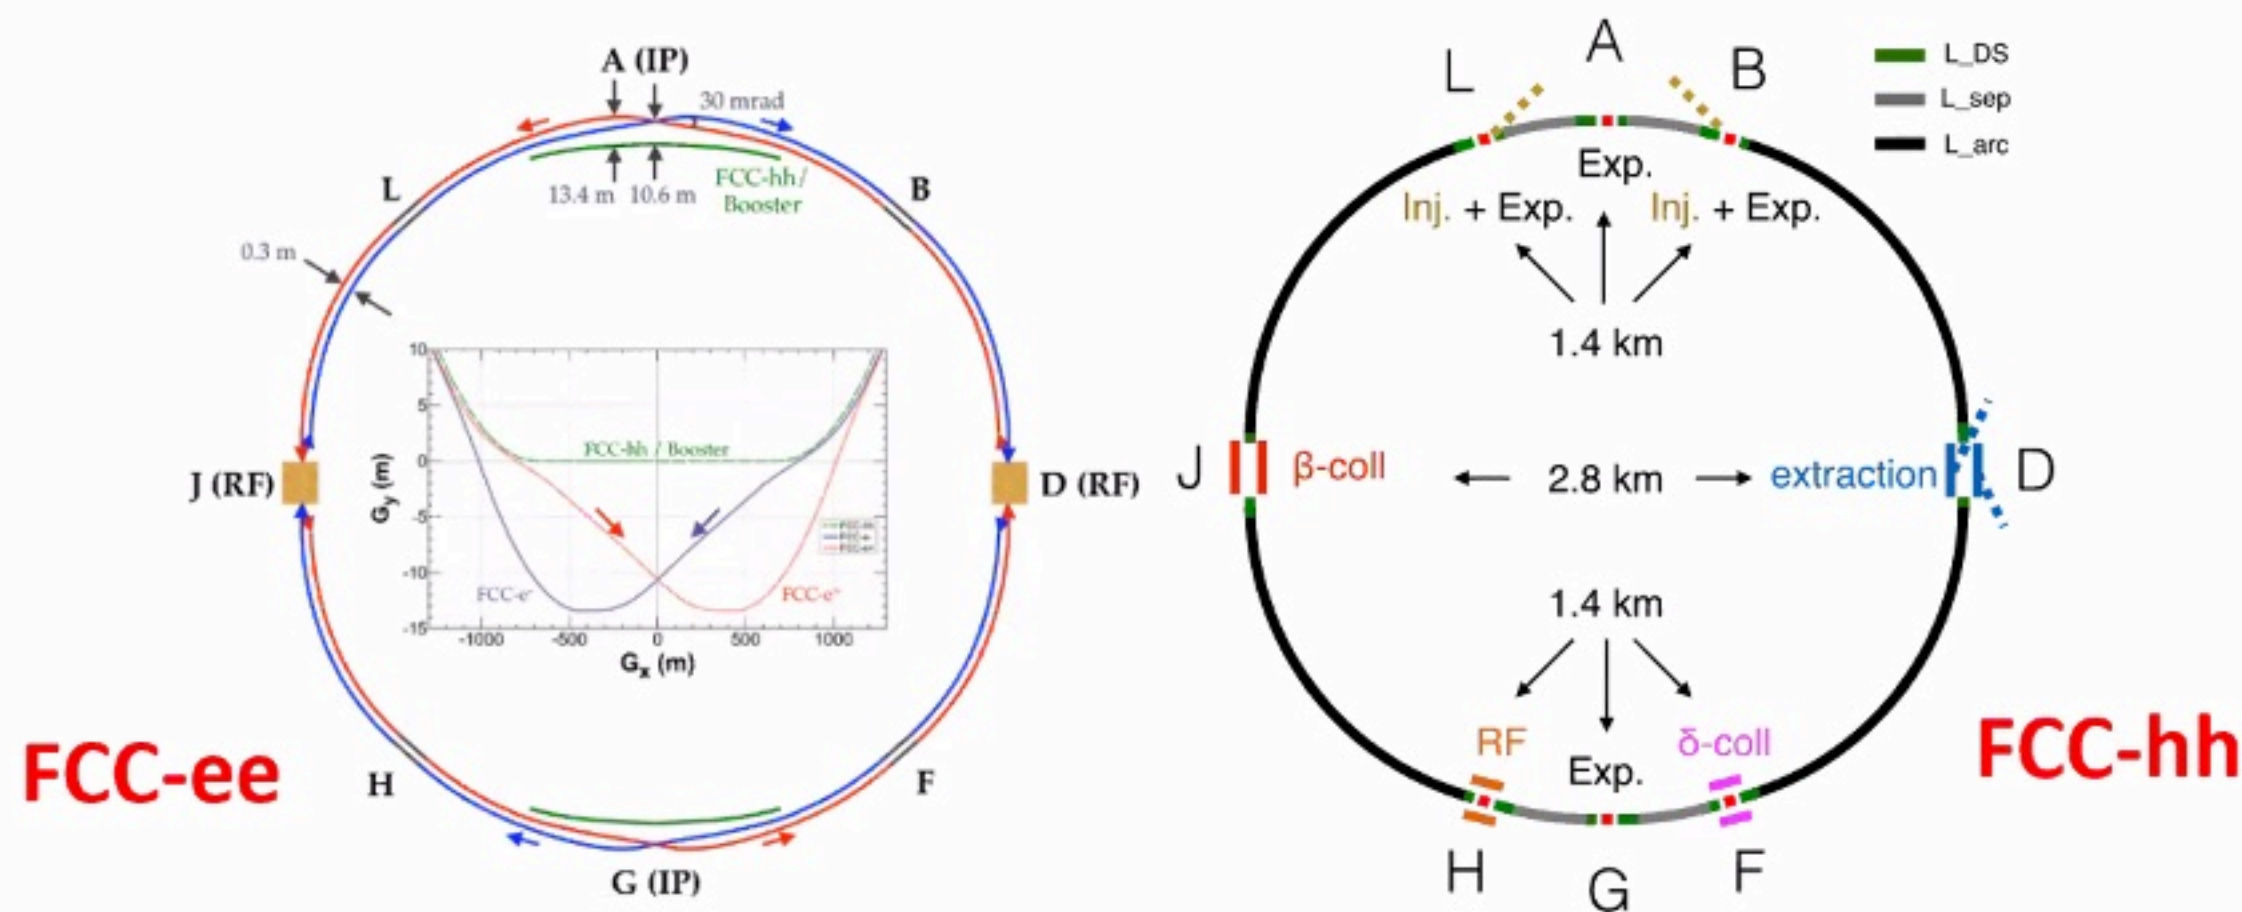 A (IP)
30 mrad
L
B
FCC-hh /
Booster
13.4 m 10.6 m
0.3 m
10
5
0
-5
-10
-15
G_y (m)
FCC-hh / Booster
FCC-e⁻
FCC-e⁺
-1000 -500 0 500 1000
G_x (m)
J (RF)
D (RF)
H
F
G (IP)
FCC-ee
L
A
B
L_DS
L_sep
L_arc
Exp.
Inj. + Exp. Inj. + Exp.
1.4 km
J
β-coll
2.8 km
extraction
D
1.4 km
RF
Exp.
δ-coll
H
G
F
FCC-hh